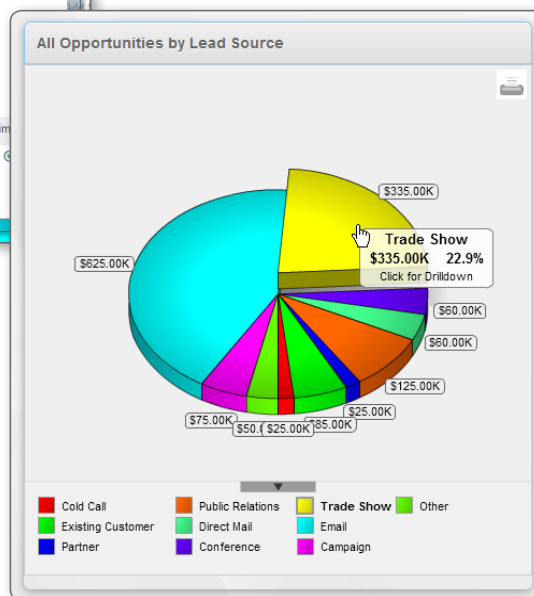 All Opportunities by Lead Source
$335.00K
Trade Show
$335.00K 22.9%
Click for Drilldown
$625.00K
$60.00K
$60.00K
$125.00K
$25.00K
$75.00K
$25.00K
Cold Call
Public Relations
Trade Show
Other
Existing Customer
Direct Mail
Email
Partner
Conference
Campaign